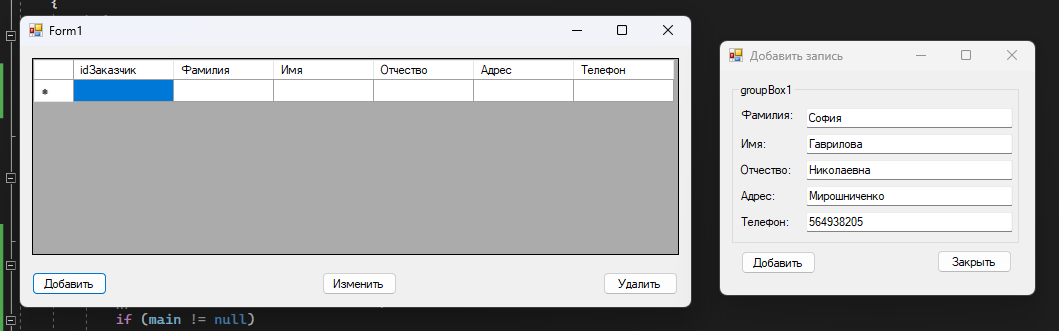 {
Form1
idЗаказчик Фамилия Имя Отчество Адрес Телефон
*
Добавить Изменить Удалить
if (main != null)
Добавить запись
groupBox1
Фамилия: София
Имя: Гаврилова
Отчество: Николаевна
Адрес: Мирошниченко
Телефон: 564938205
Добавить Закрыть